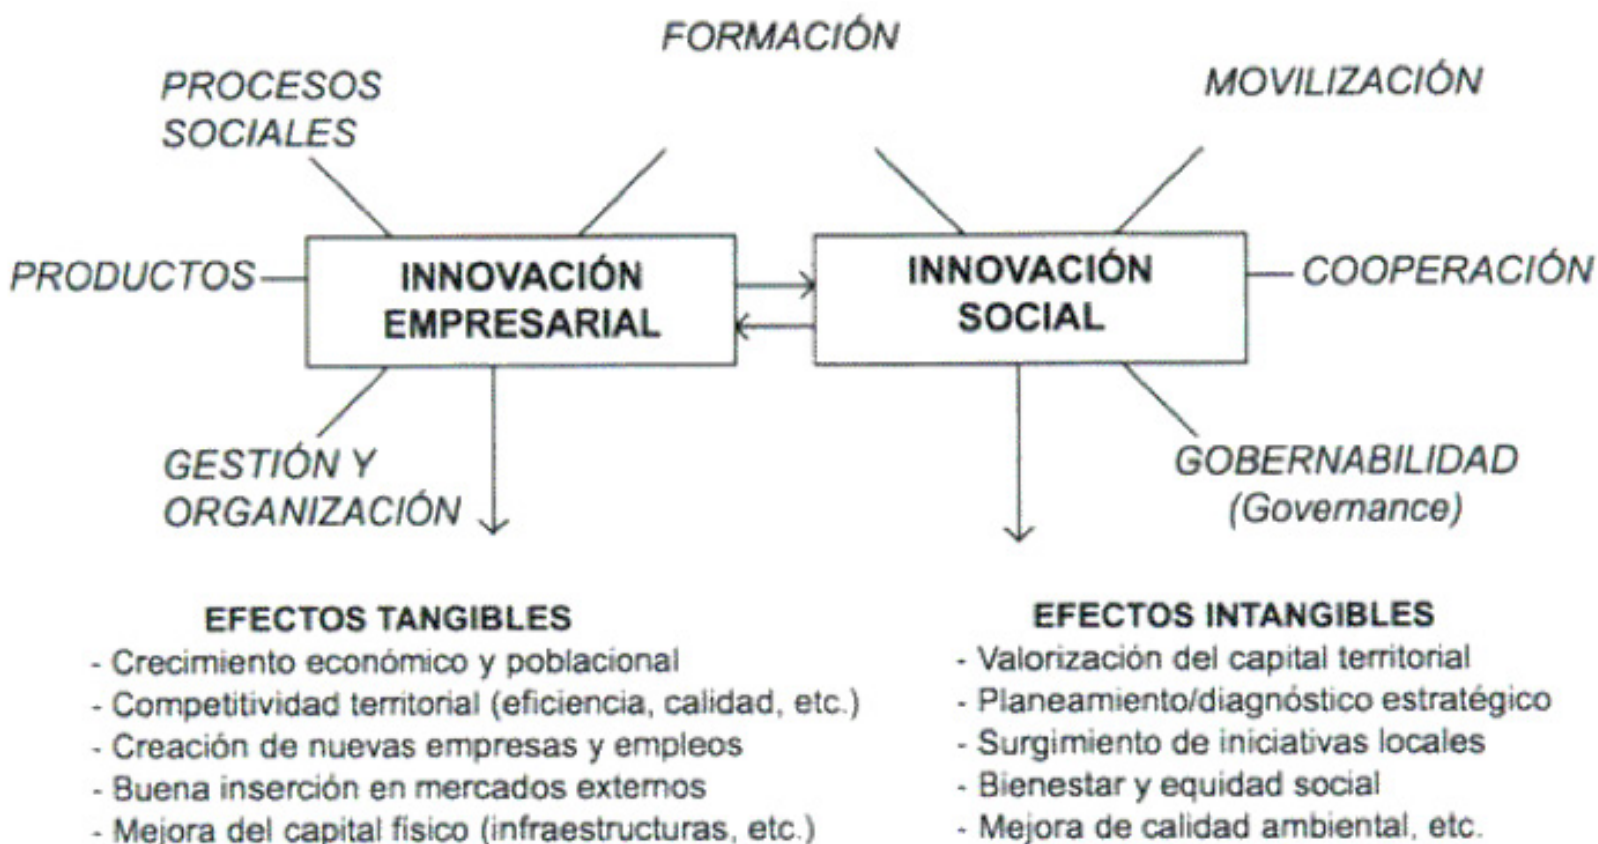 FORMACIÓN
PROCESOS
SOCIALES
MOVILIZACIÓN
PRODUCTOS
INNOVACIÓN
EMPRESARIAL
INNOVACIÓN
SOCIAL
COOPERACIÓN
GESTIÓN Y
ORGANIZACIÓN
GOBERNABILIDAD
(Governance)
EFECTOS TANGIBLES
- Crecimiento económico y poblacional
- Competitividad territorial (eficiencia, calidad, etc.)
- Creación de nuevas empresas y empleos
- Buena inserción en mercados externos
- Mejora del capital físico (infraestructuras, etc.)
EFECTOS INTANGIBLES
- Valorización del capital territorial
- Planeamiento/diagnóstico estratégico
- Surgimiento de iniciativas locales
- Bienestar y equidad social
- Mejora de calidad ambiental, etc.